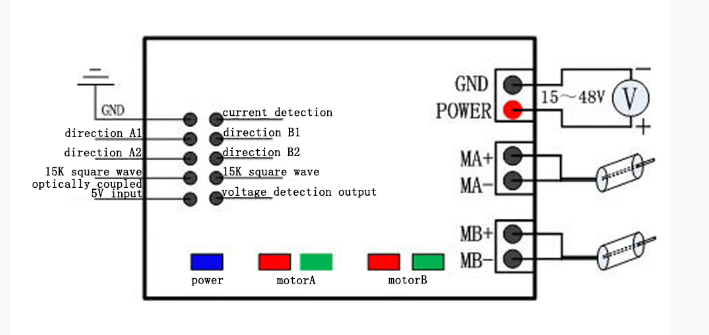 GND
current detection
direction A1
direction B1
direction A2
direction B2
15K square wave
15K square wave
optically coupled
5V input
voltage detection output
GND
POWER
15～48V
V
−
+
MA+
MA-
MB+
MB-
power
motorA
motorB